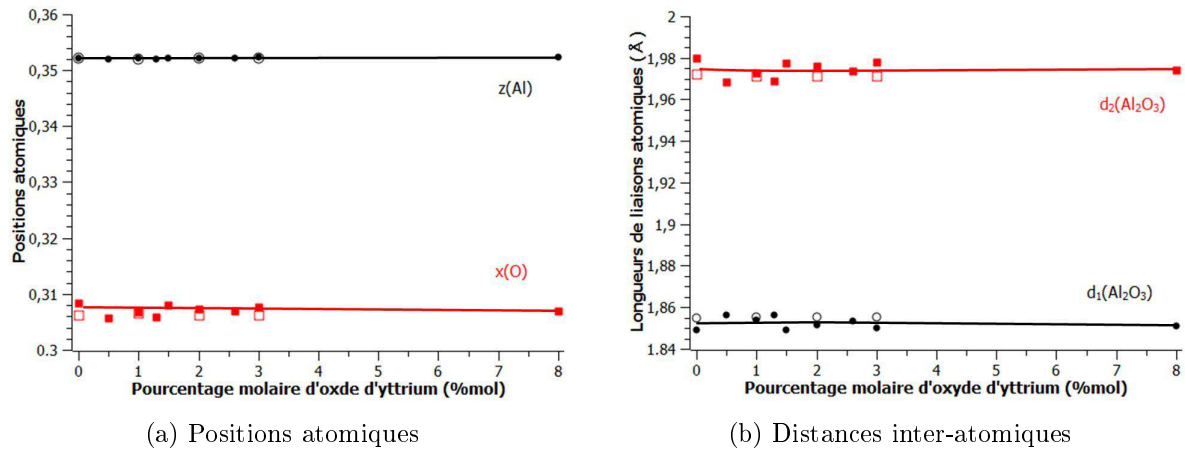 0,36
0,35
0,34
0,33
0,32
0,31
0.3
Positions atomiques
z(Al)
x(O)
0 1 2 3 4 5 6 7 8
Pourcentage molaire d'oxde d'yttrium (%mol)
(a) Positions atomiques
2
1,98
1,96
1,94
1,92
1,9
1,88
1,86
1.84
Longueurs de liaisons atomiques (Å)
d₂(Al₂O₃)
d₁(Al₂O₃)
0 1 2 3 4 5 6 7 8
Pourcentage molaire d'oxyde d'yttrium (%mol)
(b) Distances inter-atomiques